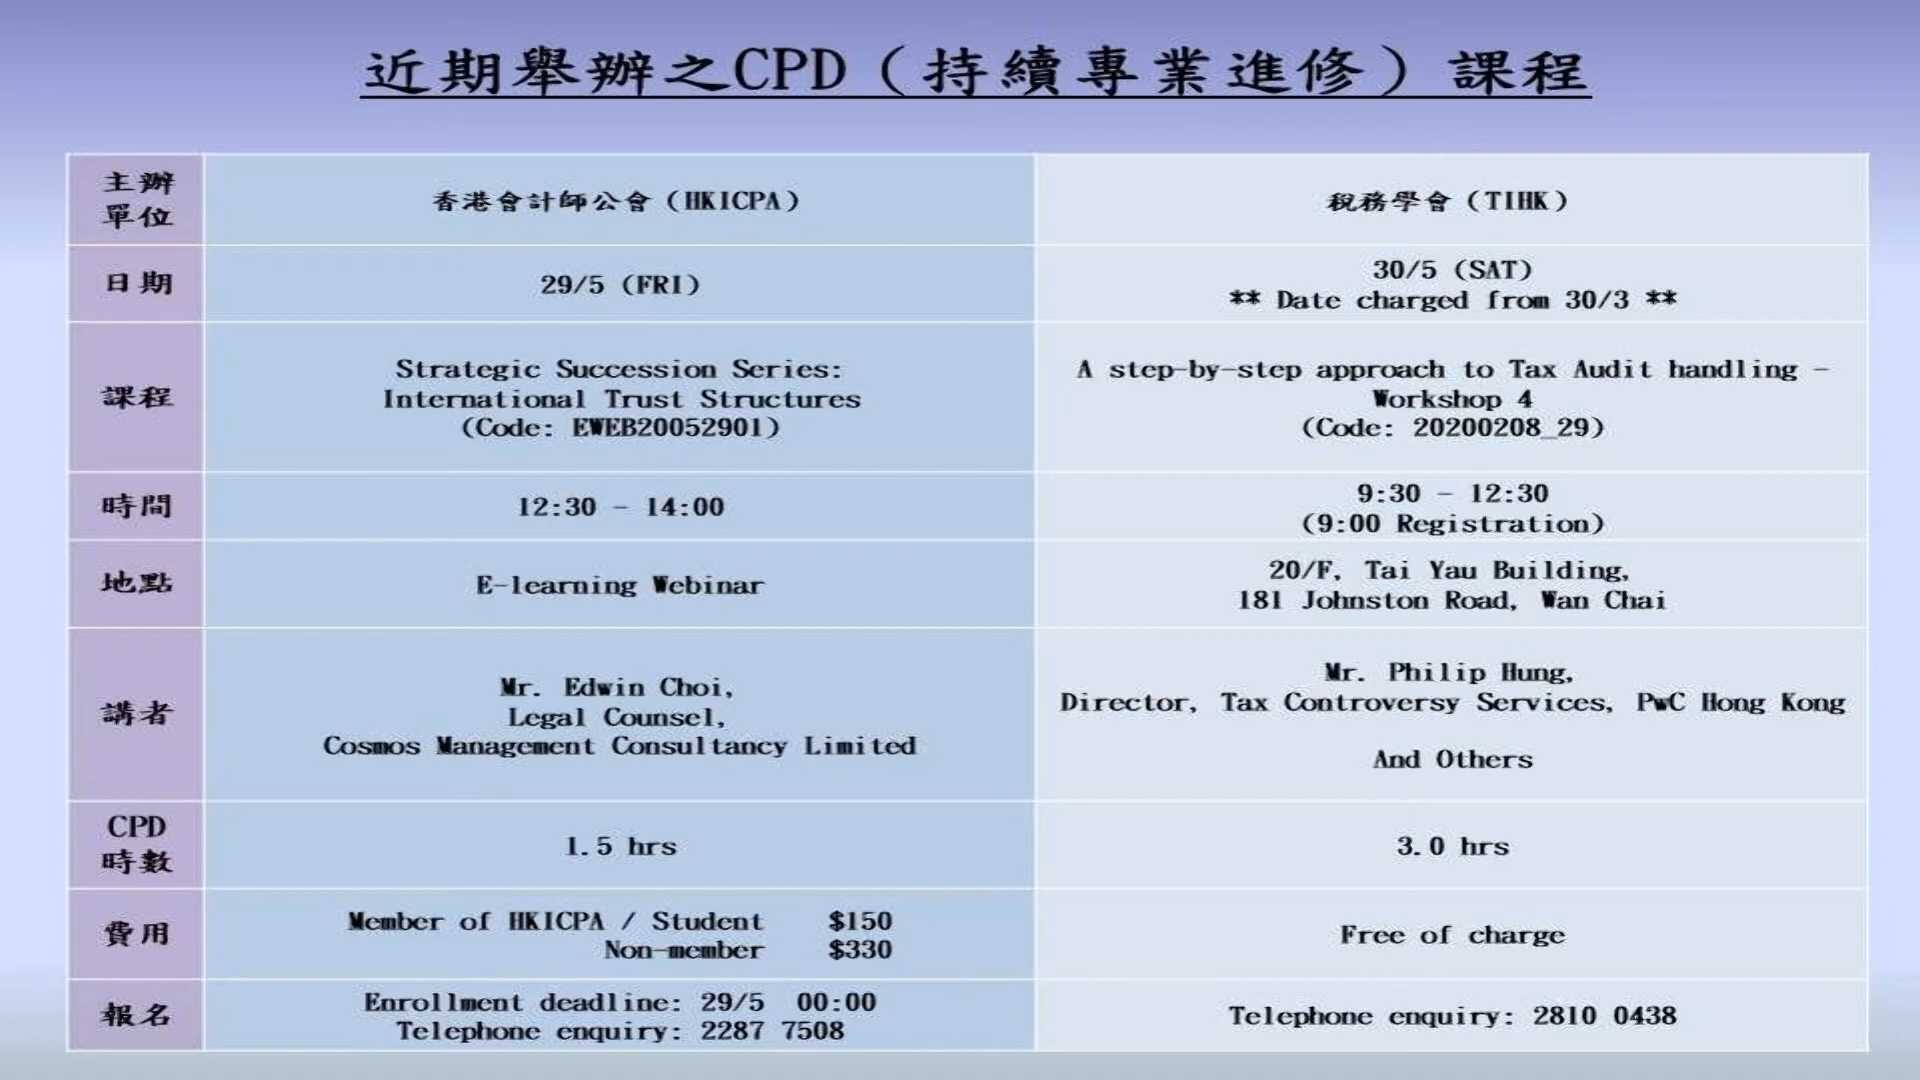 近期舉辦之CPD（持續專業進修）課程
主辦
單位
香港會計師公會（HKICPA）
稅務學會（TIHK）
日期
29/5 (FRI)
30/5 (SAT)
** Date charged from 30/3 **
課程
Strategic Succession Series:
International Trust Structures
(Code: EWEB20052901)
A step-by-step approach to Tax Audit handling -
Workshop 4
(Code: 20200208_29)
時間
12:30 - 14:00
9:30 - 12:30
(9:00 Registration)
地點
E-learning Webinar
20/F, Tai Yau Building,
181 Johnston Road, Wan Chai
講者
Mr. Edwin Choi,
Legal Counsel,
Cosmos Management Consultancy Limited
Mr. Philip Hung,
Director, Tax Controversy Services, PwC Hong Kong
And Others
CPD
時數
1.5 hrs
3.0 hrs
費用
Member of HKICPA / Student $150
Non-member $330
Free of charge
報名
Enrollment deadline: 29/5 00:00
Telephone enquiry: 2287 7508
Telephone enquiry: 2810 0438